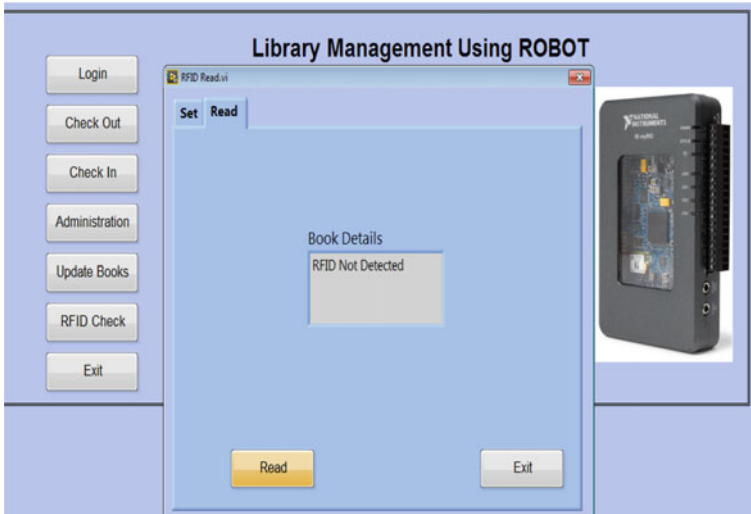 Library Management Using ROBOT
Login
Check Out
Check In
Administration
Update Books
RFID Check
Exit
RFID Read.vi
Set Read
Book Details
RFID Not Detected
Read
Exit
NATIONAL
INSTRUMENTS